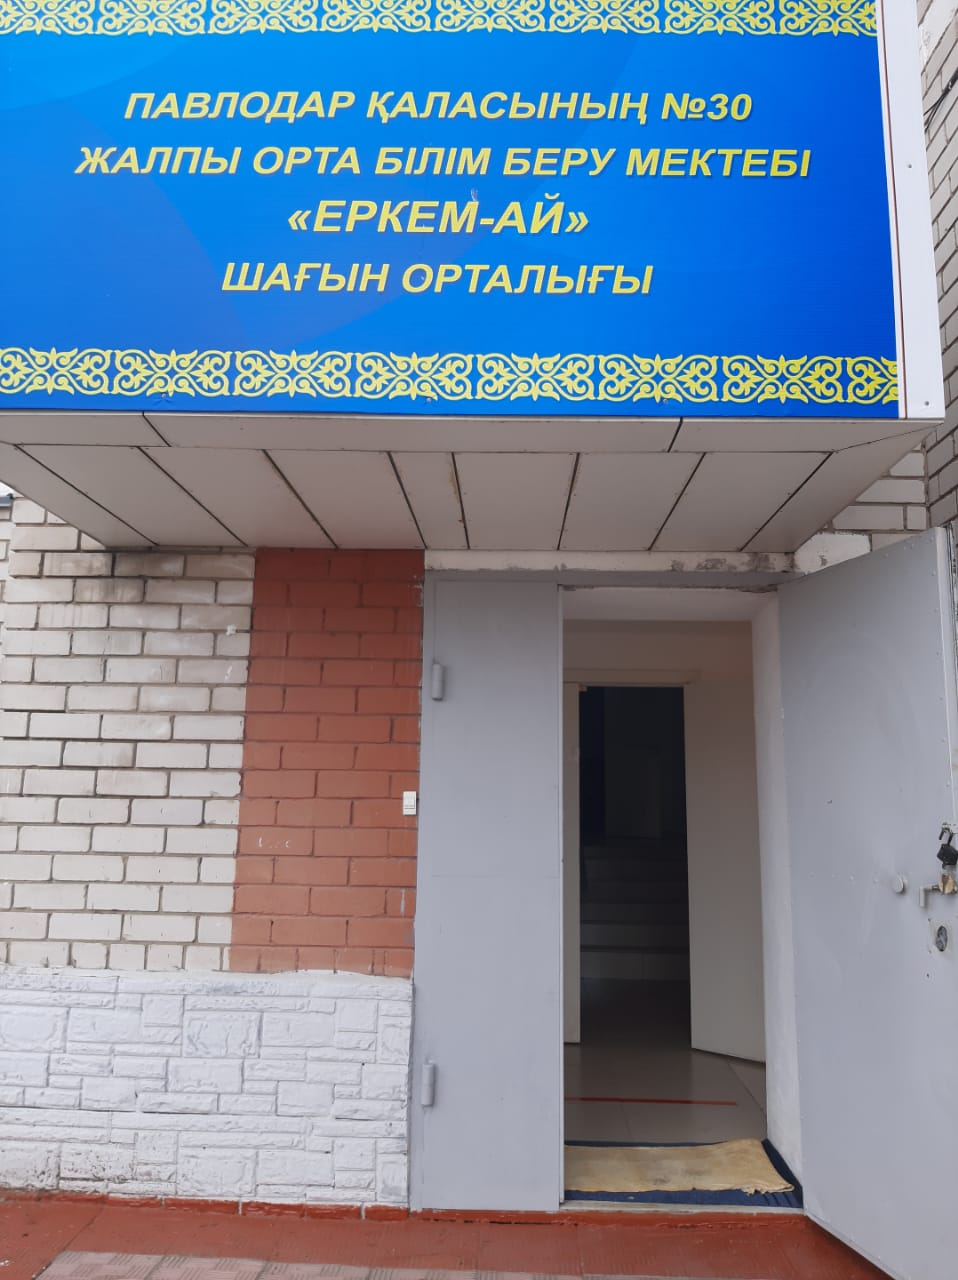 ПАВЛОДАР ҚАЛАСЫНЫҢ №30
ЖАЛПЫ ОРТА БІЛІМ БЕРУ МЕКТЕБІ
«ЕРКЕМ-АЙ»
ШАҒЫН ОРТАЛЫҒЫ